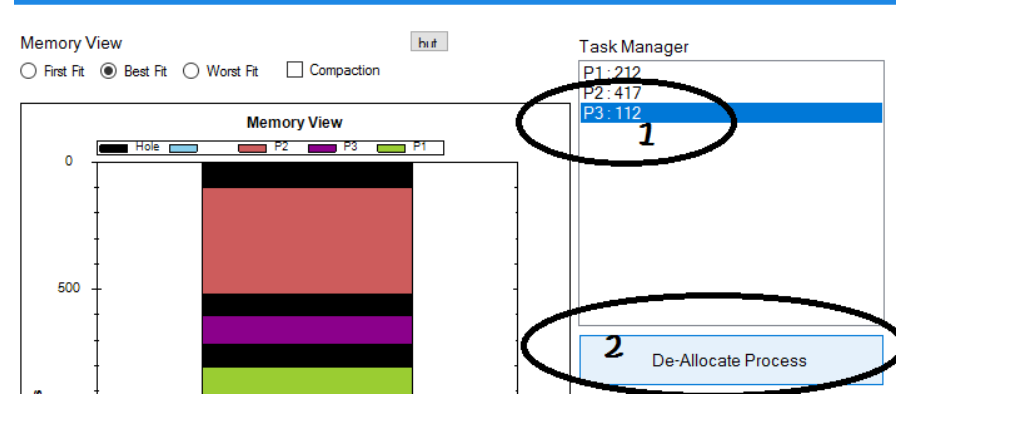 Memory View
hut
Task Manager
First Fit Best Fit Worst Fit Compaction
P1 : 212
P2 : 417
P3 : 112
1
Memory View
Hole P2 P3 P1
0
500
2
De-Allocate Process